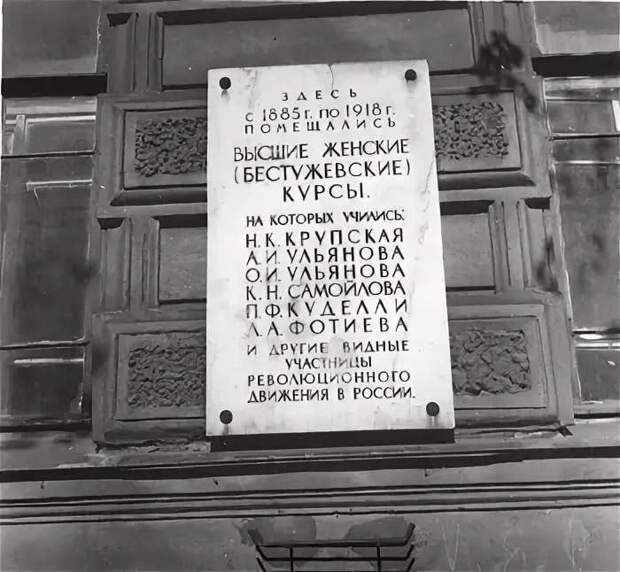 ЗДЕСЬ
С 1885 г. ПО 1918 г.
ПОМЕЩАЛИСЬ
ВЫСШИЕ ЖЕНСКИЕ
(БЕСТУЖЕВСКИЕ)
КУРСЫ.
НА КОТОРЫХ УЧИЛИСЬ:
Н. К. КРУПСКАЯ
А. И. УЛЬЯНОВА
О. И. УЛЬЯНОВА
К. Н. САМОЙЛОВА
П. Ф. КУДЕЛЛИ
Л. А. ФОТИЕВА
И ДРУГИЕ ВИДНЫЕ
УЧАСТНИЦЫ
РЕВОЛЮЦИОННОГО
ДВИЖЕНИЯ В РОССИИ.